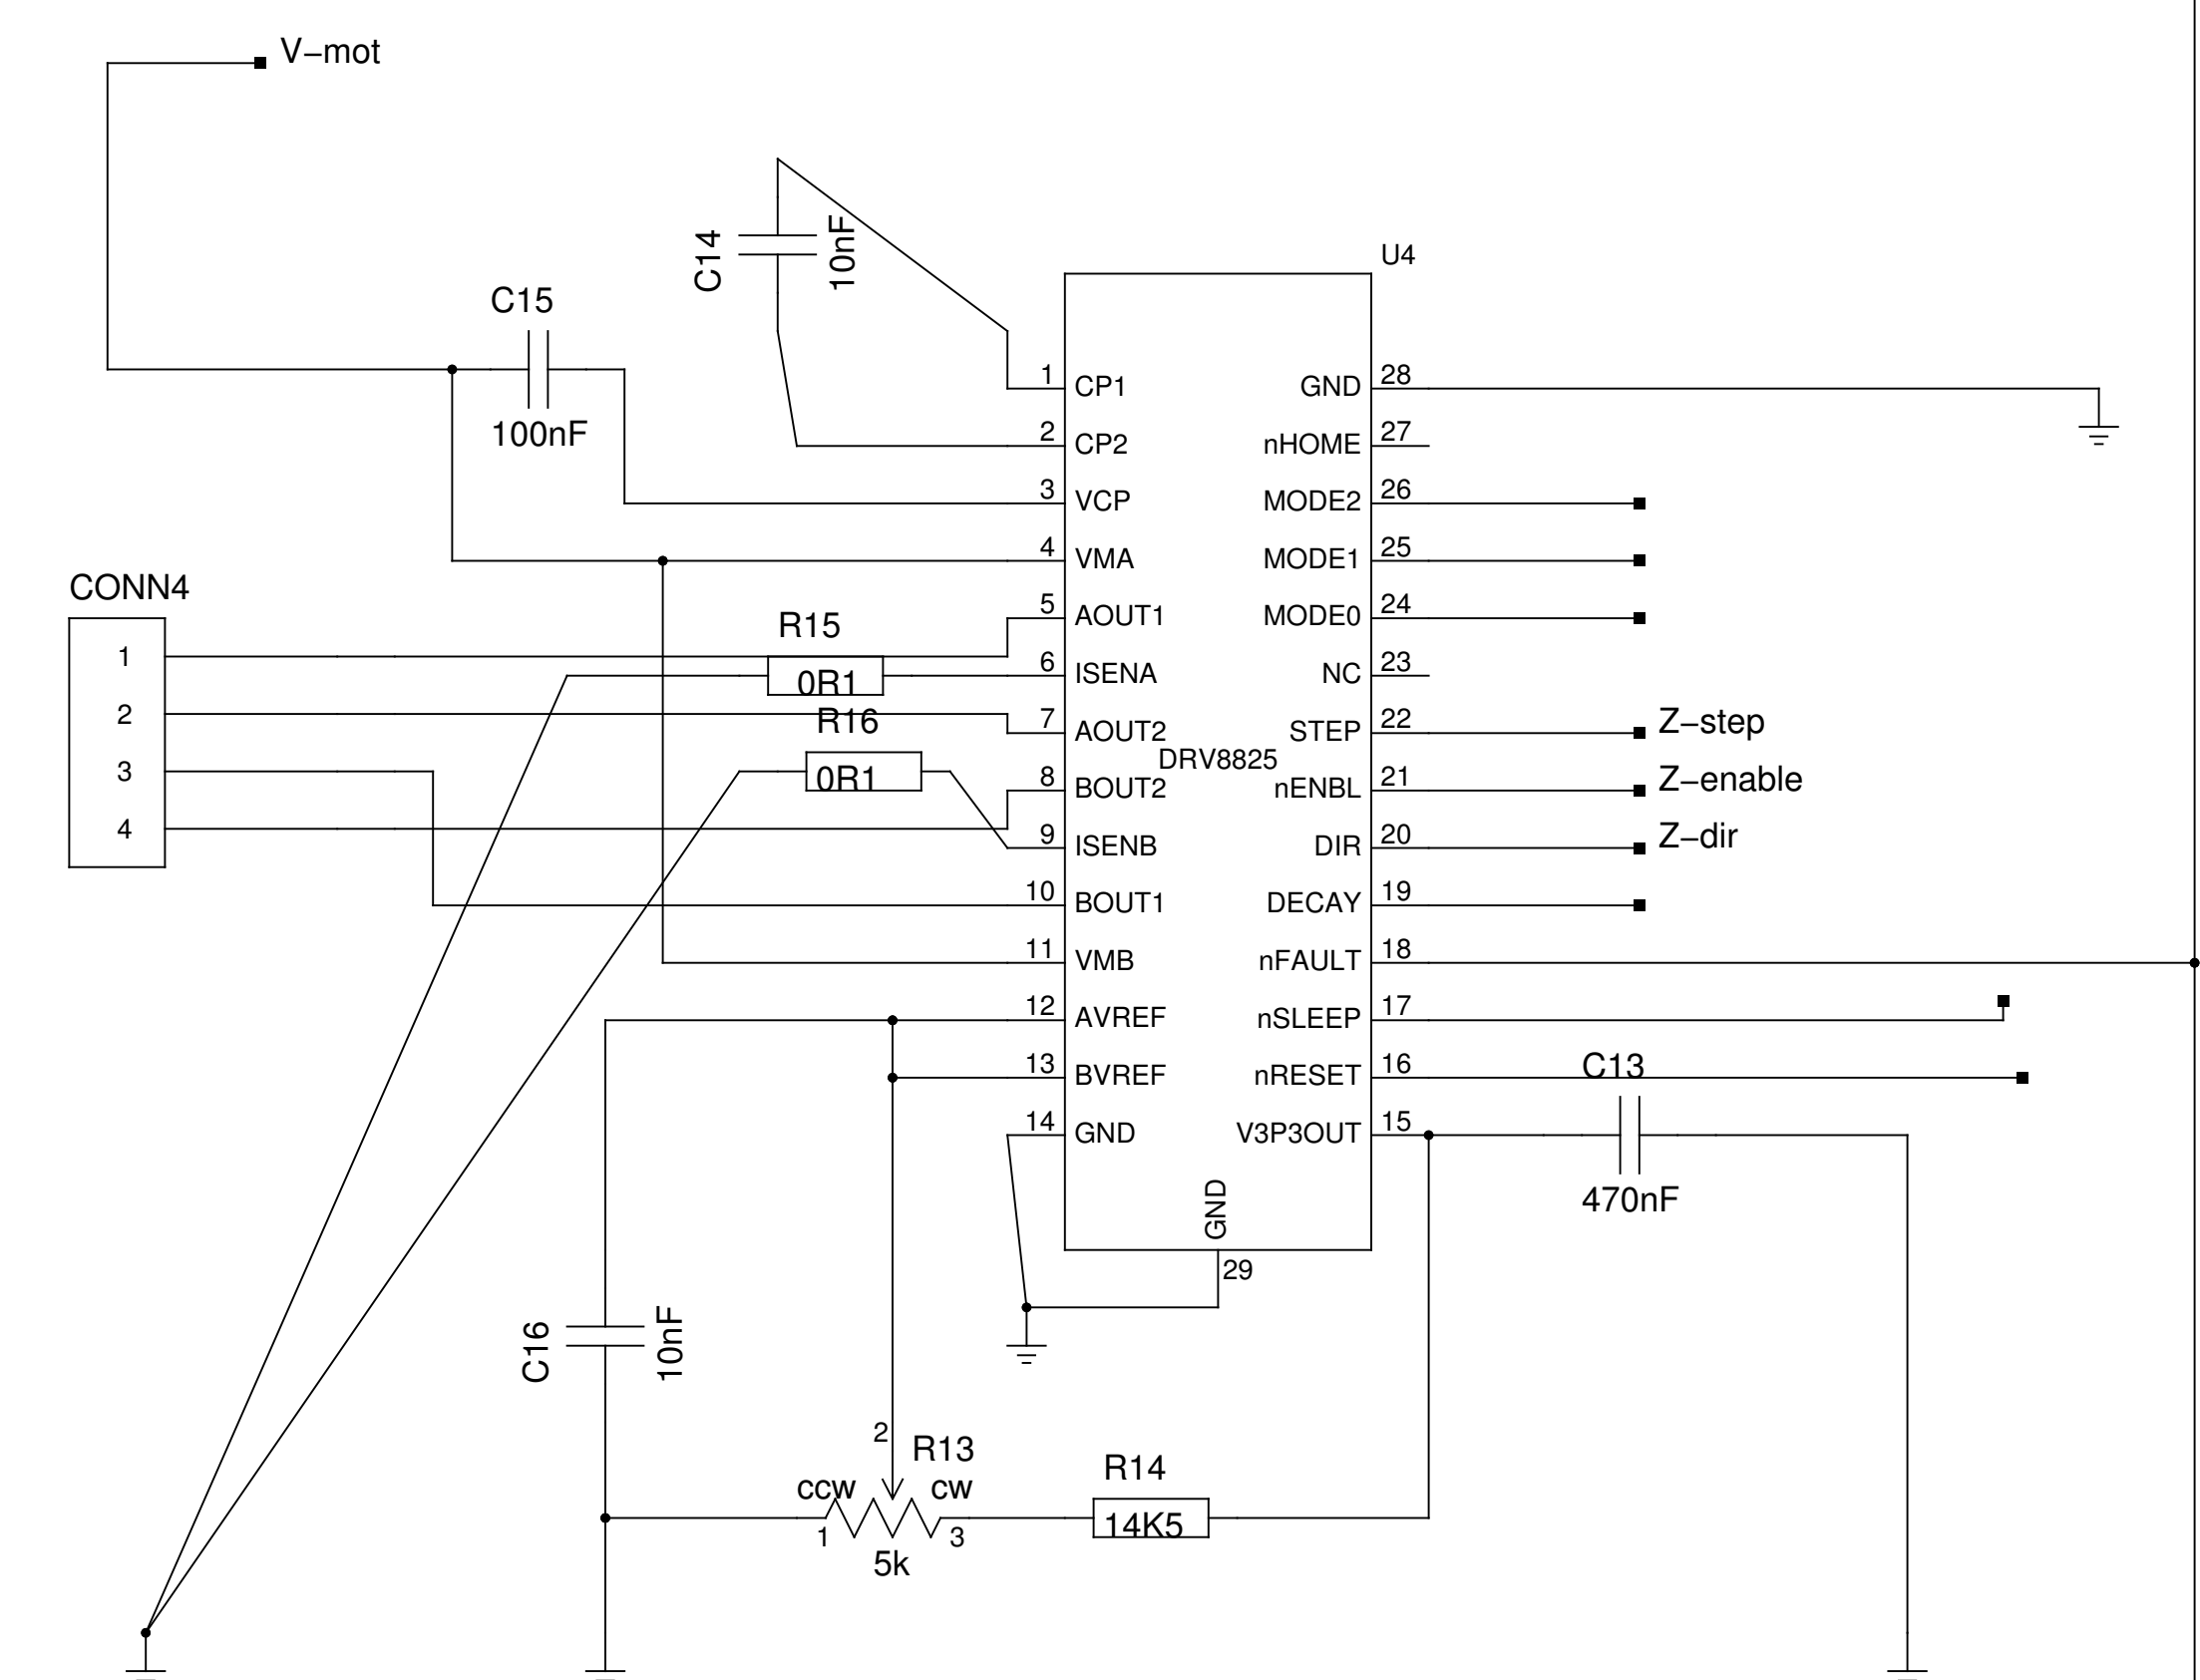 V−mot
C14
10nF
U4
C15
100nF
1 CP1
GND 28
2 CP2
nHOME 27
3 VCP
MODE2 26
4 VMA
MODE1 25
5 AOUT1
MODE0 24
6 ISENA
NC 23
7 AOUT2
STEP 22
Z−step
DRV8825
8 BOUT2
nENBL 21
Z−enable
9 ISENB
DIR 20
Z−dir
10 BOUT1
DECAY 19
11 VMB
nFAULT 18
12 AVREF
nSLEEP 17
13 BVREF
nRESET 16
14 GND
V3P3OUT 15
GND
29
CONN4
1
2
3
4
R15
0R1
R16
0R1
C13
470nF
C16
10nF
2
R13
ccw
cw
1
3
5k
R14
14K5